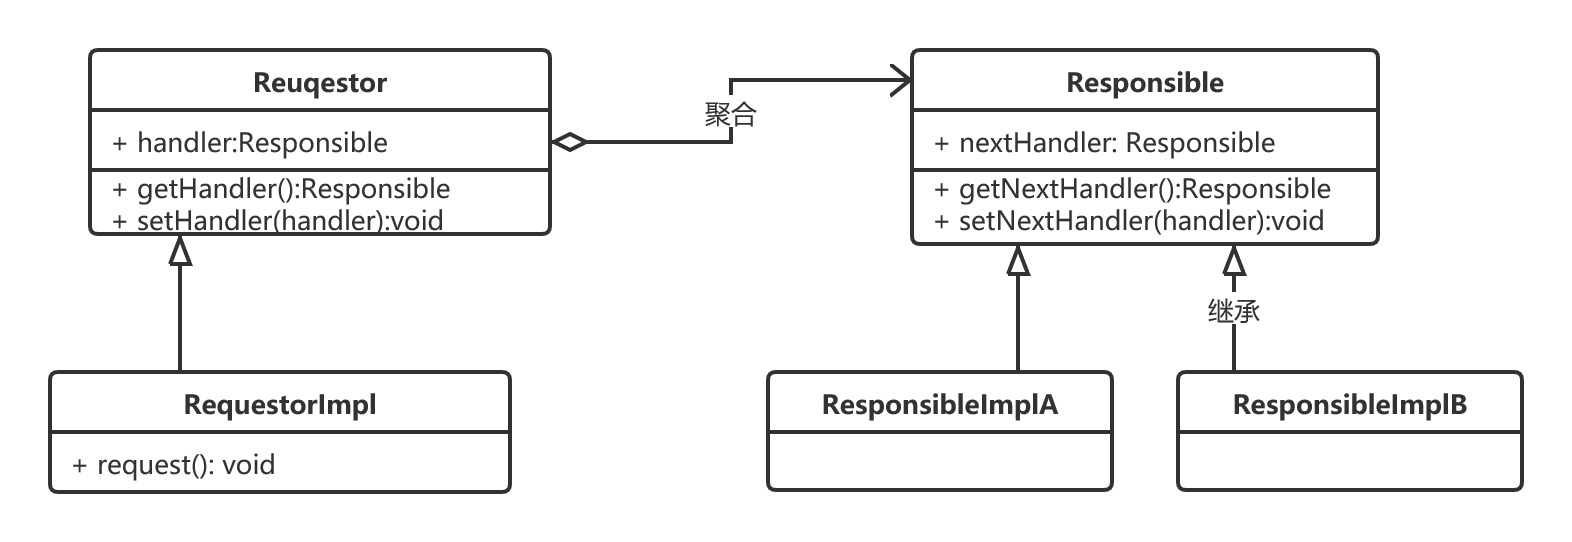 Reuqestor
+ handler:Responsible
+ getHandler():Responsible
+ setHandler(handler):void
聚合
Responsible
+ nextHandler: Responsible
+ getNextHandler():Responsible
+ setNextHandler(handler):void
继承
RequestorImpl
+ request(): void
ResponsibleImplA
ResponsibleImplB